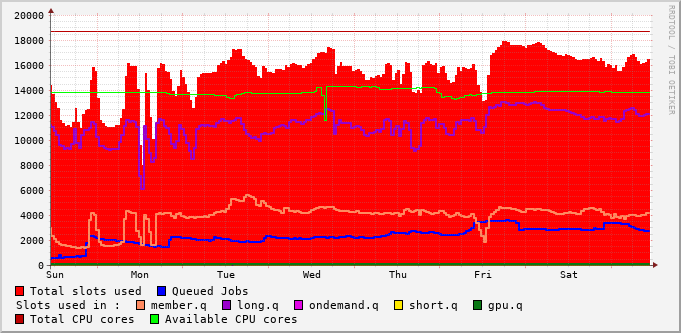 20000
18000
16000
14000
12000
10000
8000
6000
4000
2000
0
Sun Mon Tue Wed Thu Fri Sat
RRDTOOL / TOBI OETIKER
Total slots used Queued Jobs
Slots used in : member.q long.q ondemand.q short.q gpu.q
Total CPU cores Available CPU cores